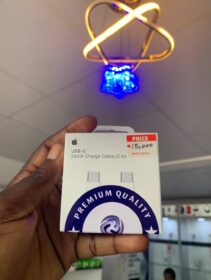 PRICE
15,000
USB-C
240W Charge Cable (2 m)
PREMIUM QUALITY